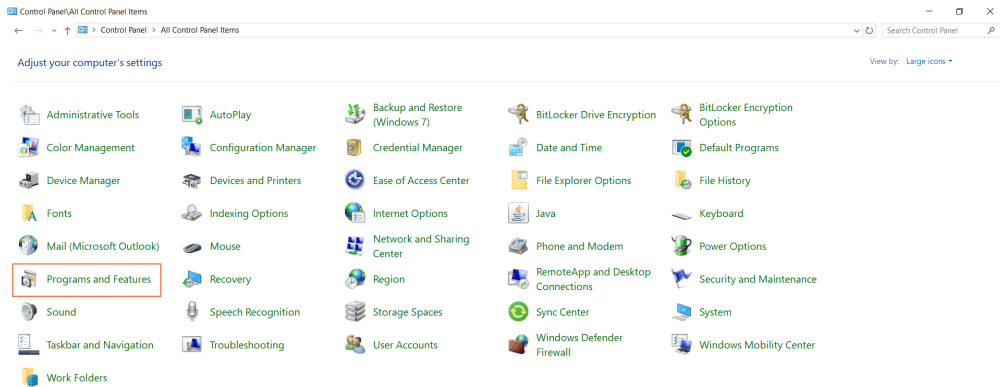 Control Panel\All Control Panel Items
Control Panel > All Control Panel Items
Search Control Panel
Adjust your computer's settings
View by: Large icons
Administrative Tools
AutoPlay
Backup and Restore
(Windows 7)
BitLocker Drive Encryption
BitLocker Encryption
Options
Color Management
Configuration Manager
Credential Manager
Date and Time
Default Programs
Device Manager
Devices and Printers
Ease of Access Center
File Explorer Options
File History
Fonts
Indexing Options
Internet Options
Java
Keyboard
Mail (Microsoft Outlook)
Mouse
Network and Sharing
Center
Phone and Modem
Power Options
Programs and Features
Recovery
Region
RemoteApp and Desktop
Connections
Security and Maintenance
Sound
Speech Recognition
Storage Spaces
Sync Center
System
Taskbar and Navigation
Troubleshooting
User Accounts
Windows Defender
Firewall
Windows Mobility Center
Work Folders